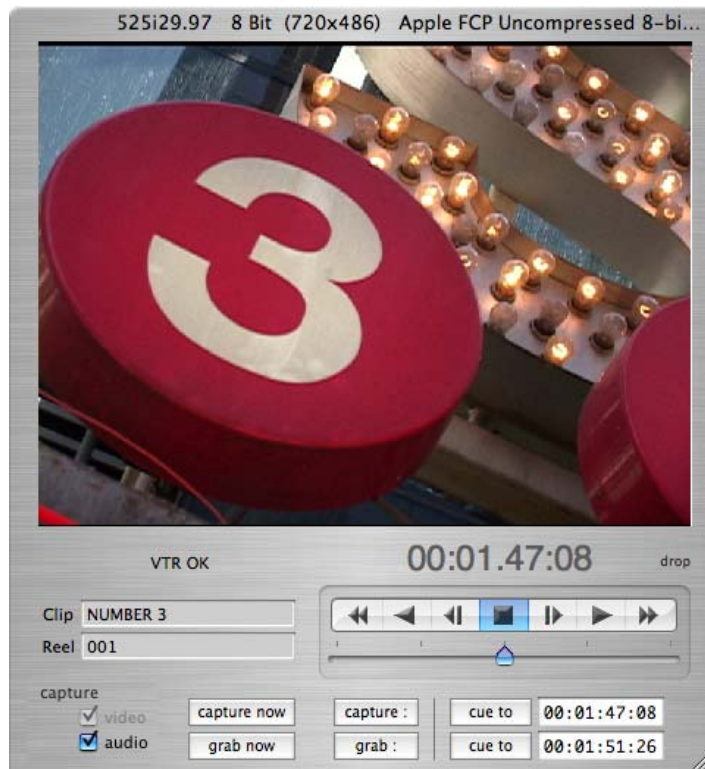 525i29.97 8 Bit (720x486) Apple FCP Uncompressed 8-bi...
3
VTR OK 00:01.47:08 drop
Clip NUMBER 3
Reel 001
capture
video
audio
capture now capture : cue to 00:01:47:08
grab now grab : cue to 00:01:51:26